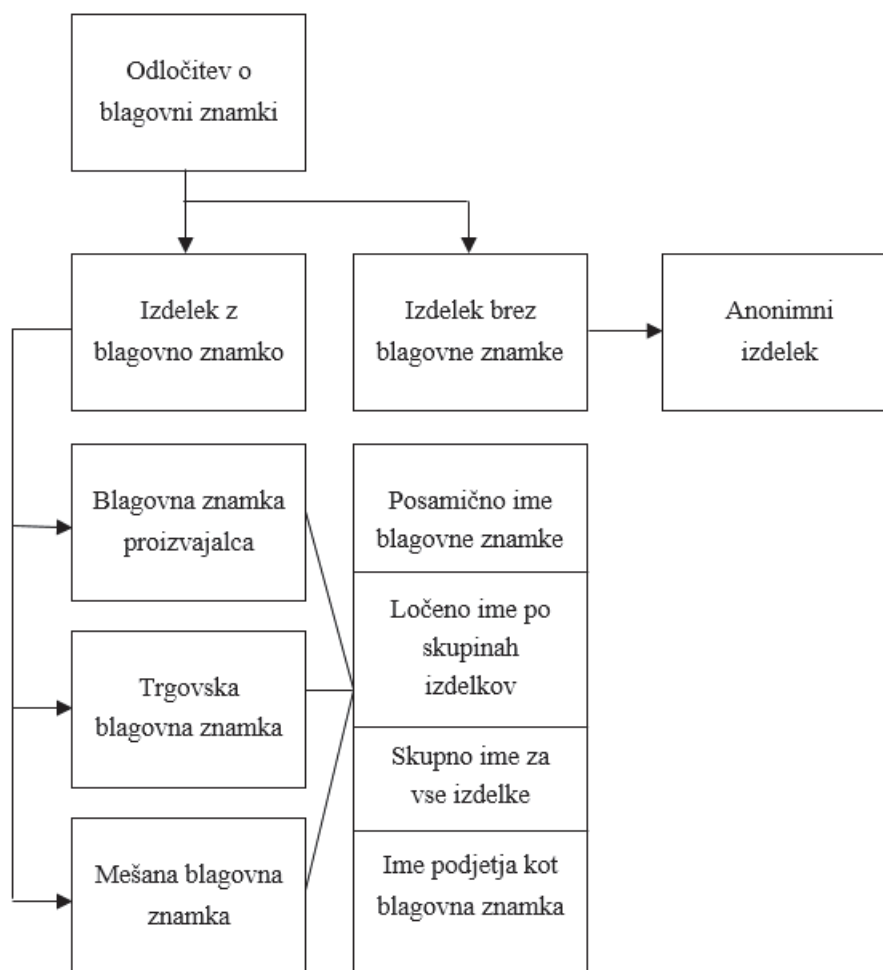 Odločitev o
blagovni znamki
Izdelek z
blagovno znamko
Izdelek brez
blagovne znamke
Anonimni
izdelek
Blagovna znamka
proizvajalca
Trgovska
blagovna znamka
Mešana blagovna
znamka
Posamično ime
blagovne znamke
Ločeno ime po
skupinah
izdelkov
Skupno ime za
vse izdelke
Ime podjetja kot
blagovna znamka